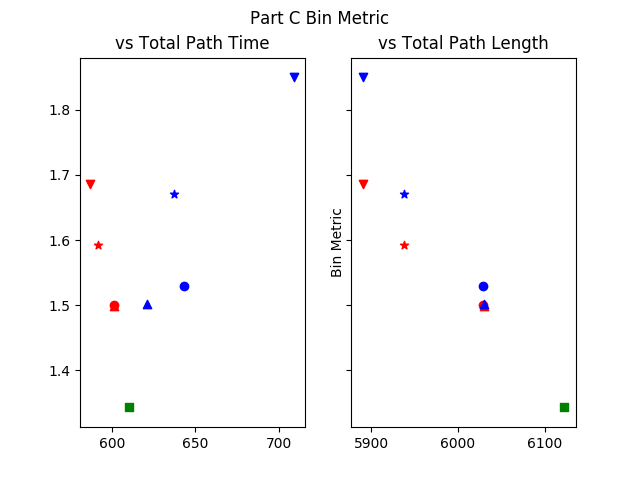 Part C Bin Metric
vs Total Path Time
vs Total Path Length
1.8
1.7
1.6
1.5
1.4
Bin Metric
600
650
700
5900
6000
6100